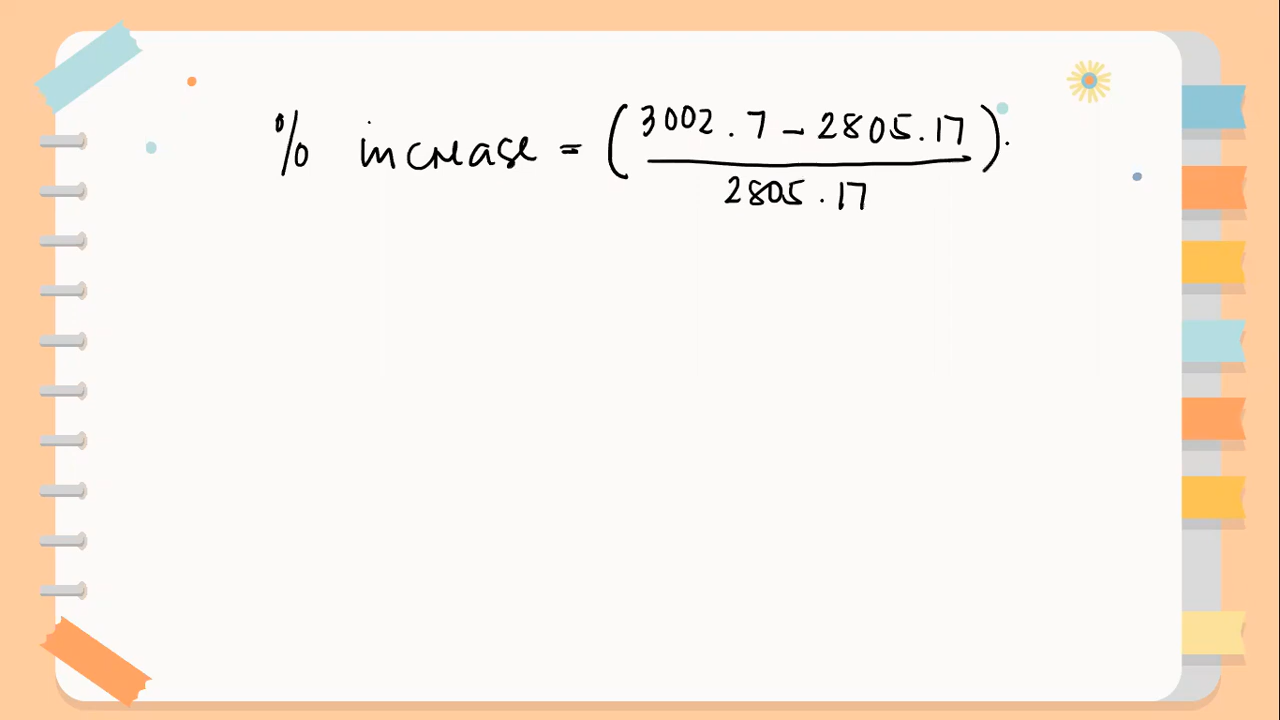 % increase = (3002.7 - 2805.17 / 2805.17).